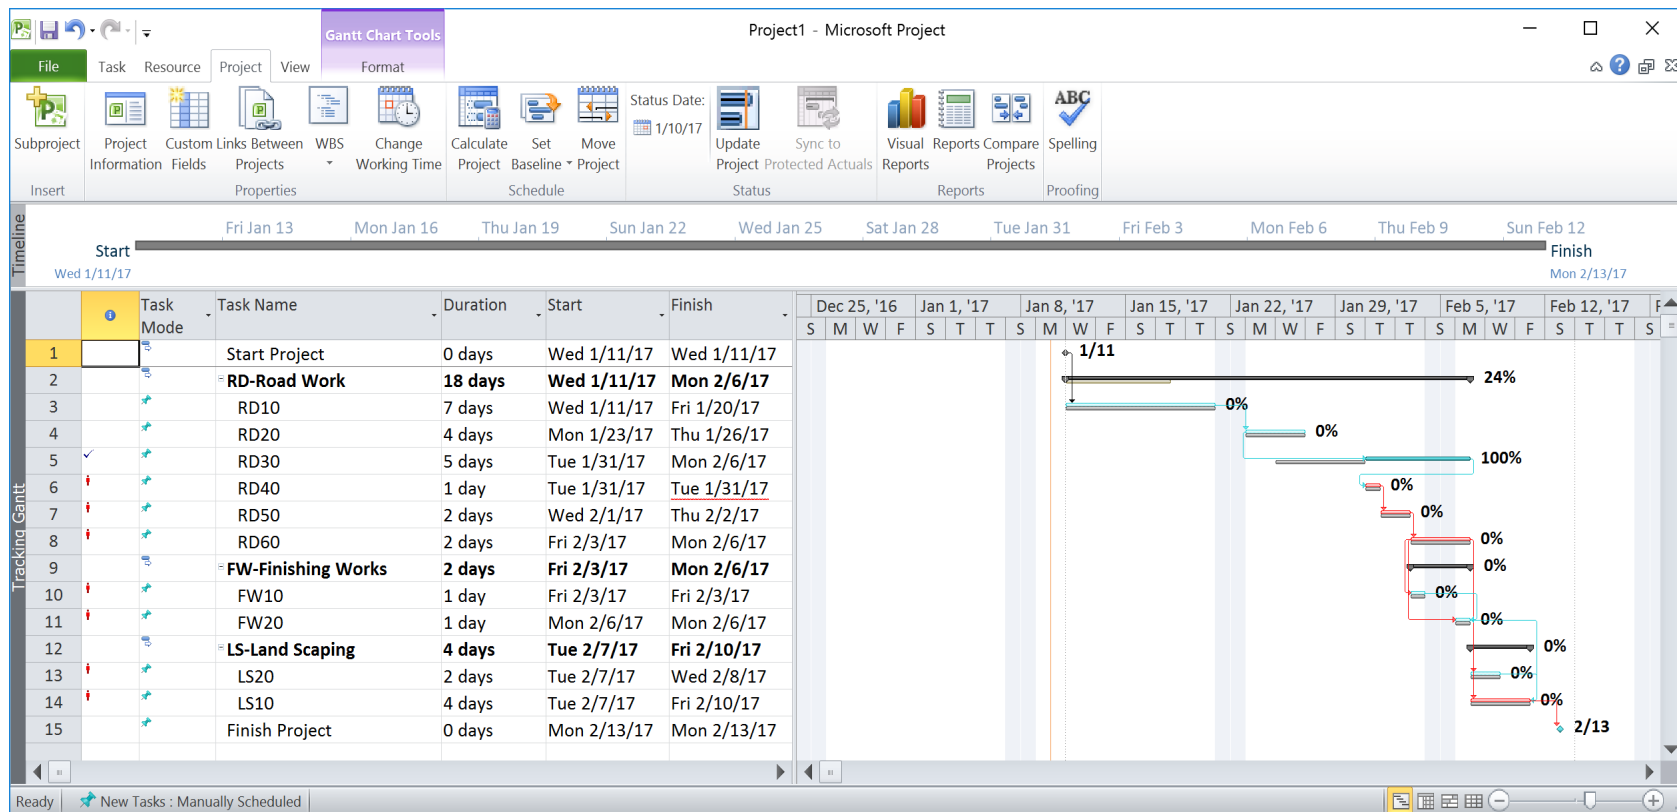 Gantt Chart Tools
Project1 - Microsoft Project
File Task Resource Project View Format
Subproject
Project Information
Custom Fields
Links Between Projects
WBS
Change Working Time
Calculate Project
Set Baseline
Move Project
Status Date:
1/10/17
Update Project
Sync to Protected Actuals
Visual Reports
Reports
Compare Projects
ABC
Spelling
Insert Properties Schedule Status Reports Proofing
Timeline
Fri Jan 13 Mon Jan 16 Thu Jan 19 Sun Jan 22 Wed Jan 25 Sat Jan 28 Tue Jan 31 Fri Feb 3 Mon Feb 6 Thu Feb 9 Sun Feb 12
Start Finish
Wed 1/11/17 Mon 2/13/17
Tracking Gantt
Task Mode Task Name Duration Start Finish
Dec 25, '16 Jan 1, '17 Jan 8, '17 Jan 15, '17 Jan 22, '17 Jan 29, '17 Feb 5, '17 Feb 12, '17 F
S M W F S T T S M W F S T T S M W F S T T S M W F S T T S
1 Start Project 0 days Wed 1/11/17 Wed 1/11/17 1/11
2 RD-Road Work 18 days Wed 1/11/17 Mon 2/6/17 24%
3 RD10 7 days Wed 1/11/17 Fri 1/20/17 0%
4 RD20 4 days Mon 1/23/17 Thu 1/26/17 0%
5 RD30 5 days Tue 1/31/17 Mon 2/6/17 100%
6 RD40 1 day Tue 1/31/17 Tue 1/31/17 0%
7 RD50 2 days Wed 2/1/17 Thu 2/2/17 0%
8 RD60 2 days Fri 2/3/17 Mon 2/6/17 0%
9 FW-Finishing Works 2 days Fri 2/3/17 Mon 2/6/17 0%
10 FW10 1 day Fri 2/3/17 Fri 2/3/17 0%
11 FW20 1 day Mon 2/6/17 Mon 2/6/17 0%
12 LS-Land Scaping 4 days Tue 2/7/17 Fri 2/10/17 0%
13 LS20 2 days Tue 2/7/17 Wed 2/8/17 0%
14 LS10 4 days Tue 2/7/17 Fri 2/10/17 0%
15 Finish Project 0 days Mon 2/13/17 Mon 2/13/17 2/13
Ready New Tasks : Manually Scheduled